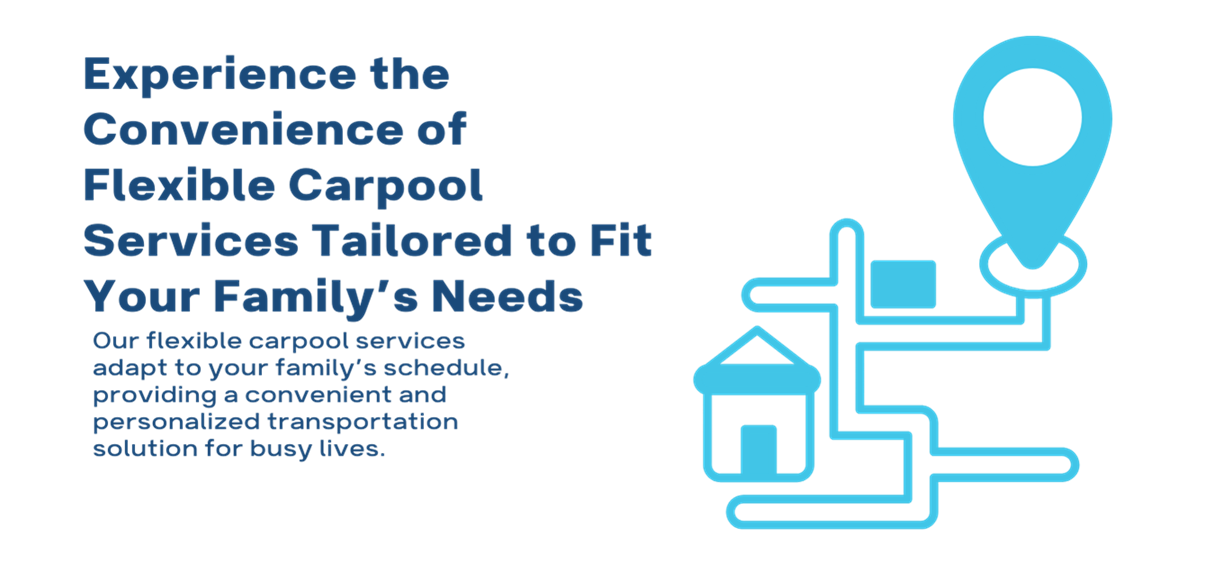 Experience the
Convenience of
Flexible Carpool
Services Tailored to Fit
Your Family’s Needs
Our flexible carpool services
adapt to your family’s schedule,
providing a convenient and
personalized transportation
solution for busy lives.